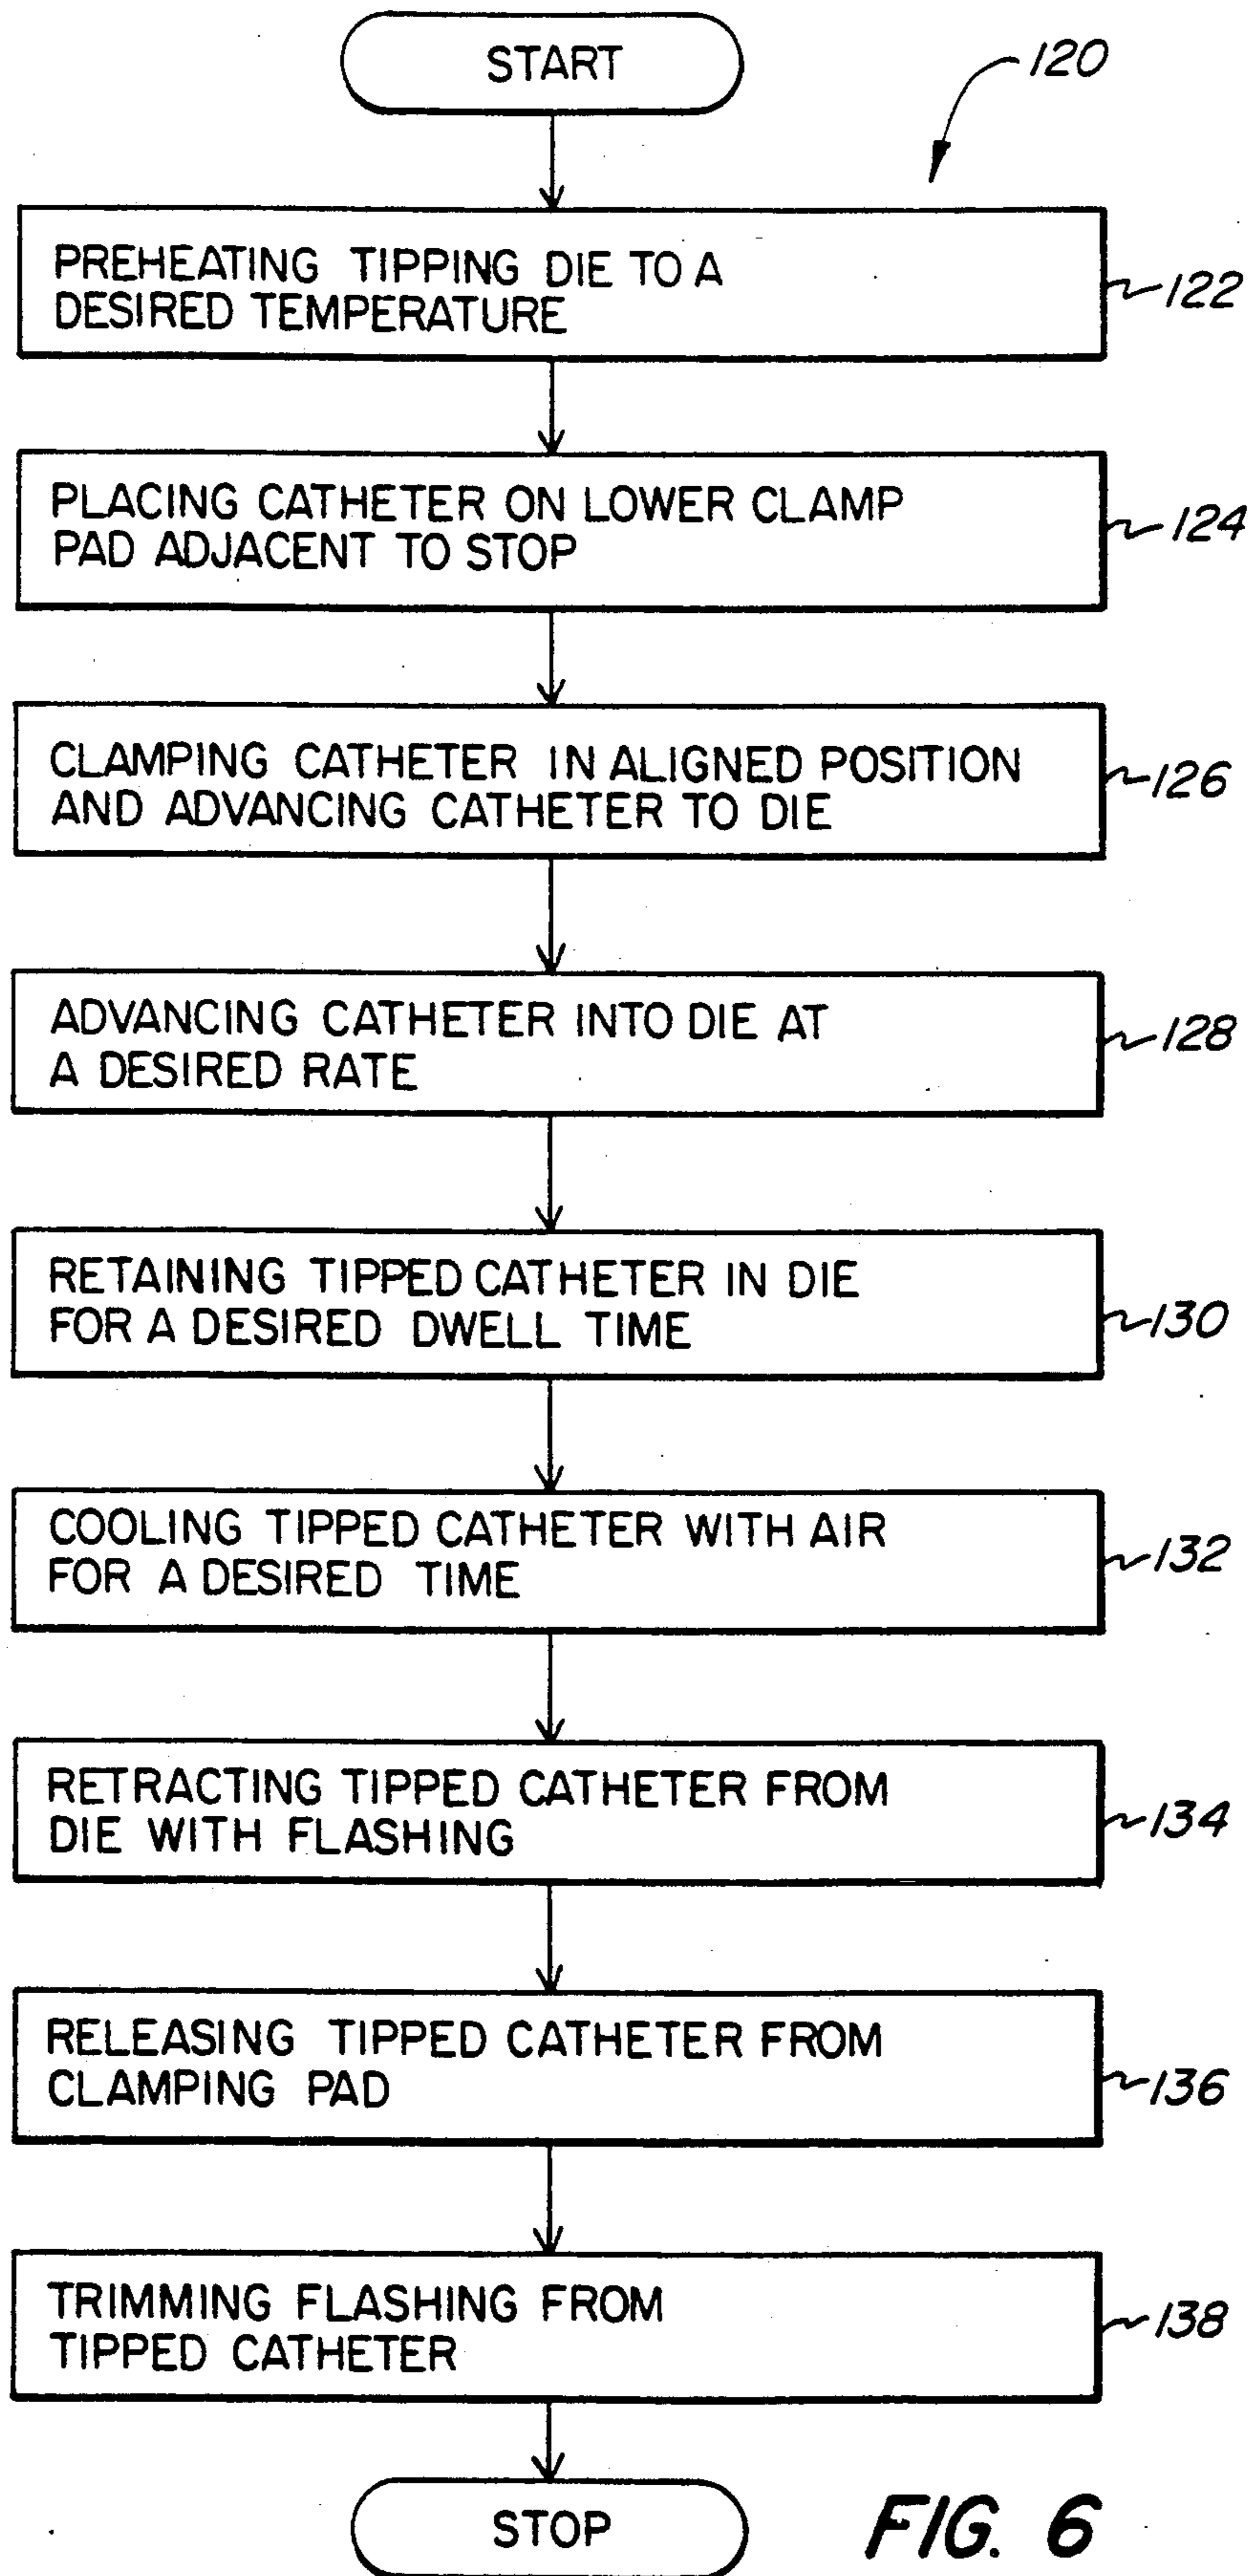 START
120
PREHEATING TIPPING DIE TO A
DESIRED TEMPERATURE
122
PLACING CATHETER ON LOWER CLAMP
PAD ADJACENT TO STOP
124
CLAMPING CATHETER IN ALIGNED POSITION
AND ADVANCING CATHETER TO DIE
126
ADVANCING CATHETER INTO DIE AT
A DESIRED RATE
128
RETAINING TIPPED CATHETER IN DIE
FOR A DESIRED DWELL TIME
130
COOLING TIPPED CATHETER WITH AIR
FOR A DESIRED TIME
132
RETRACTING TIPPED CATHETER FROM
DIE WITH FLASHING
134
RELEASING TIPPED CATHETER FROM
CLAMPING PAD
136
TRIMMING FLASHING FROM
TIPPED CATHETER
138
STOP
FIG. 6